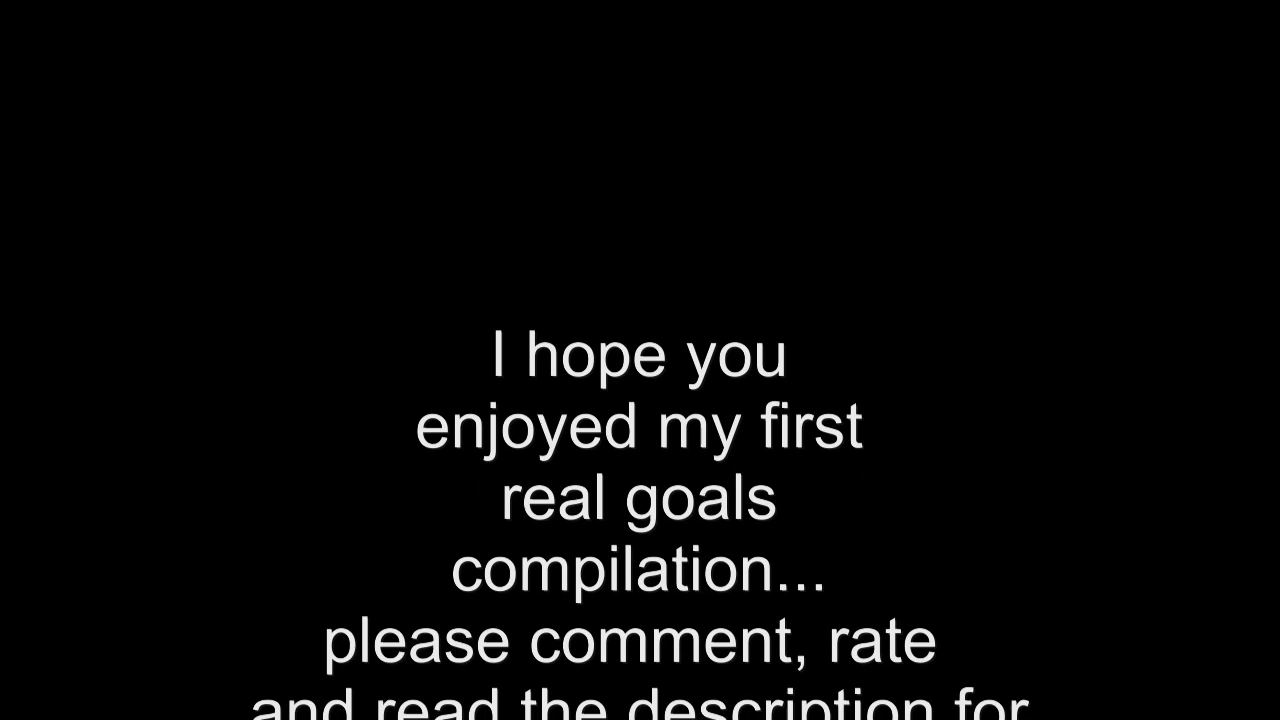 I hope you
enjoyed my first
real goals
compilation...
please comment, rate
and read the description for